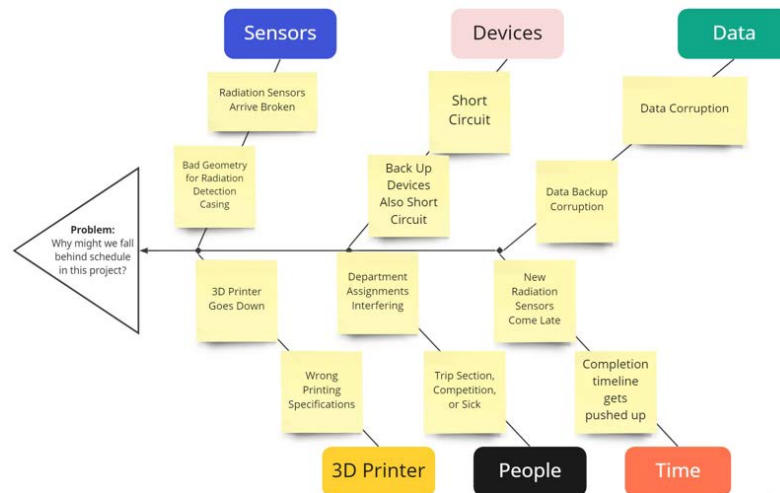 Sensors
Devices
Data
Radiation Sensors
Arrive Broken
Short
Circuit
Data Corruption
Bad Geometry
for Radiation
Detection
Casing
Back Up
Devices
Also Short
Circuit
Data Backup
Corruption
Problem:
Why might we fall
behind schedule
in this project?
3D Printer
Goes Down
Department
Assignments
Interfering
New
Radiation
Sensors
Come Late
Wrong
Printing
Specifications
Trip Section,
Competition,
or Sick
Completion
timeline
gets
pushed up
3D Printer
People
Time